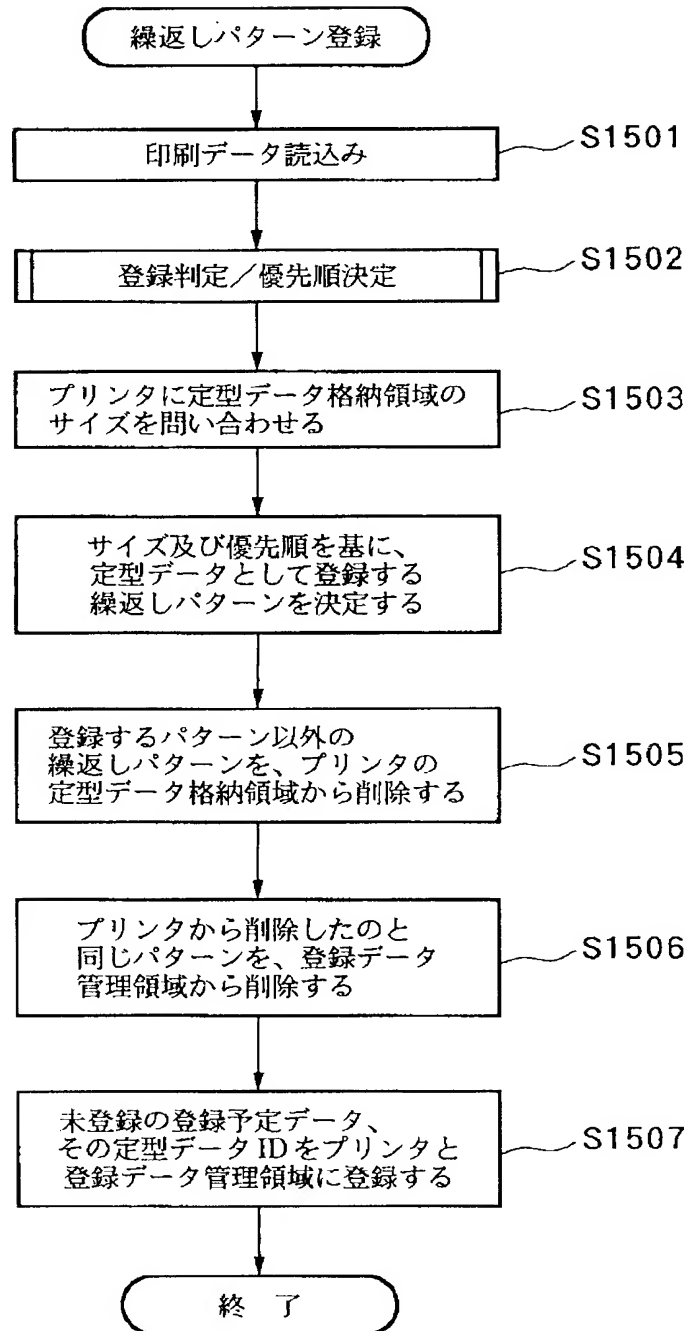 繰返しパターン登録
印刷データ読込み
S1501
登録判定／優先順決定
S1502
プリンタに定型データ格納領域の
サイズを問い合わせる
S1503
サイズ及び優先順を基に、
定型データとして登録する
繰返しパターンを決定する
S1504
登録するパターン以外の
繰返しパターンを、プリンタの
定型データ格納領域から削除する
S1505
プリンタから削除したのと
同じパターンを、登録データ
管理領域から削除する
S1506
未登録の登録予定データ、
その定型データIDをプリンタと
登録データ管理領域に登録する
S1507
終 了